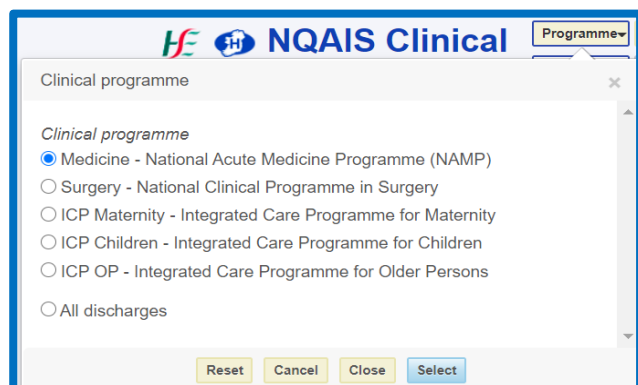 NQAIS Clinical
Programme
Clinical programme
Clinical programme
Medicine - National Acute Medicine Programme (NAMP)
Surgery - National Clinical Programme in Surgery
ICP Maternity - Integrated Care Programme for Maternity
ICP Children - Integrated Care Programme for Children
ICP OP - Integrated Care Programme for Older Persons
All discharges
Reset Cancel Close Select